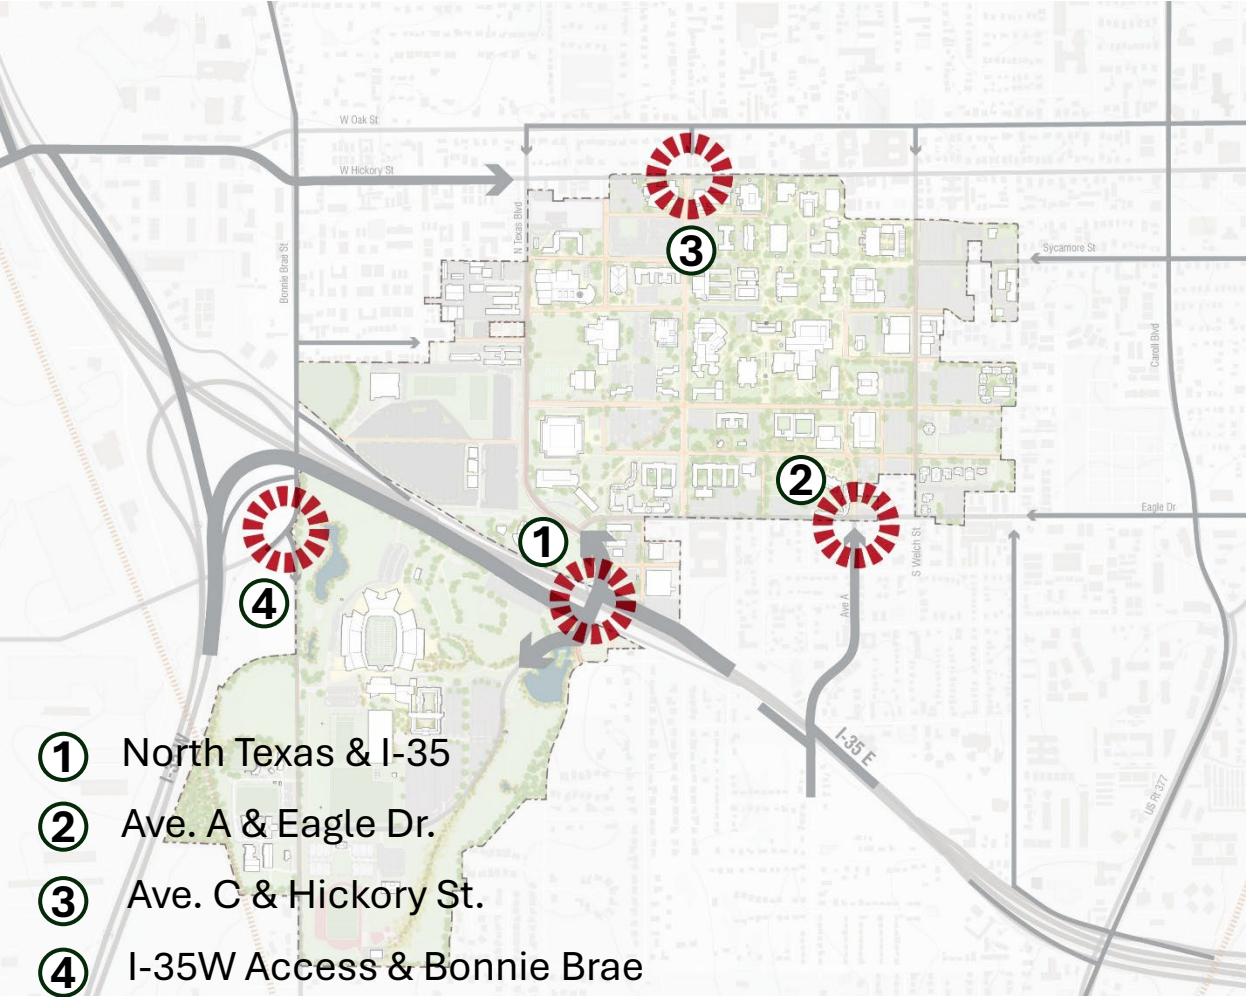 W Oak St
W Hickory St
N Texas Blvd
Bonnie Brae St
3
Sycamore St
Caroll Blvd
2
Eagle Dr
1
S Welch St
4
Ave A
I-35 E
US Rt 377
1 North Texas & I-35
2 Ave. A & Eagle Dr.
3 Ave. C & Hickory St.
4 I-35W Access & Bonnie Brae